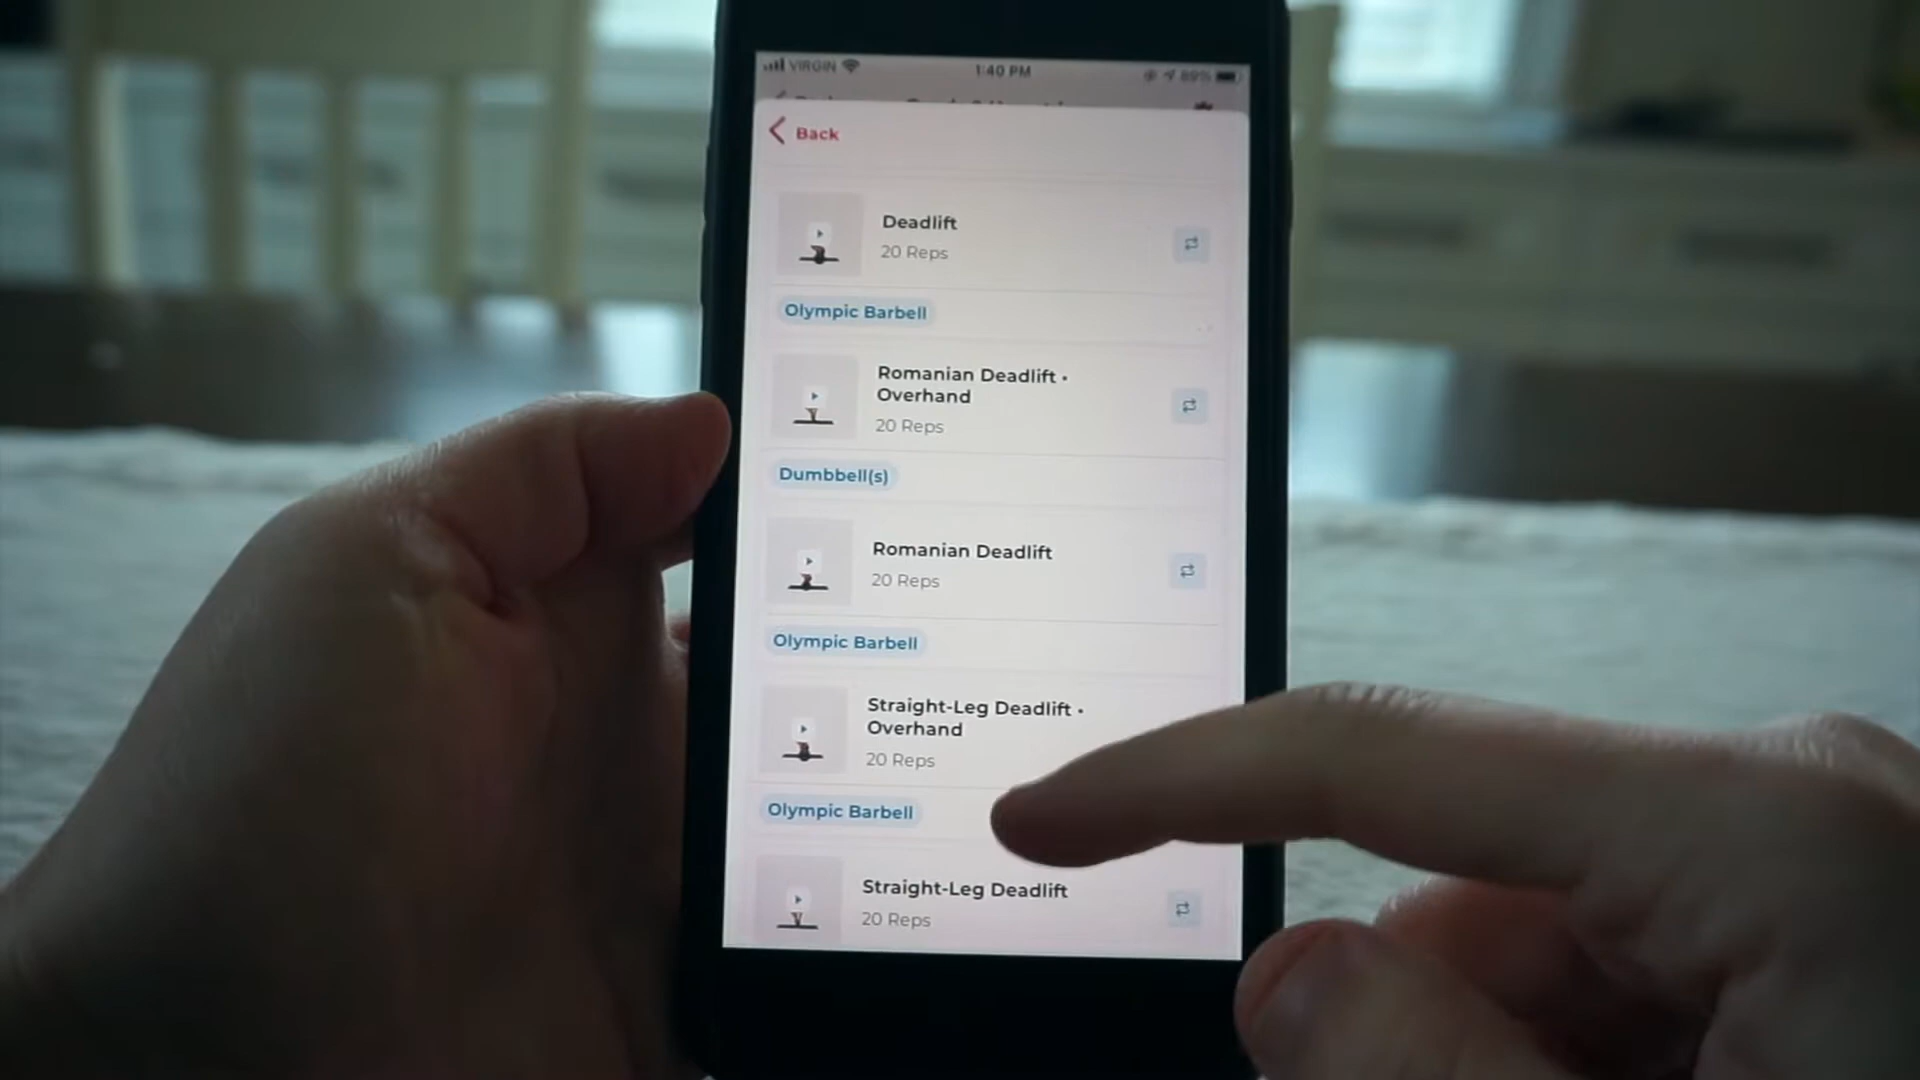 VIRGIN 1:40 PM 89%
Back
Deadlift
20 Reps
Olympic Barbell
Romanian Deadlift •
Overhand
20 Reps
Dumbbell(s)
Romanian Deadlift
20 Reps
Olympic Barbell
Straight-Leg Deadlift •
Overhand
20 Reps
Olympic Barbell
Straight-Leg Deadlift
20 Reps